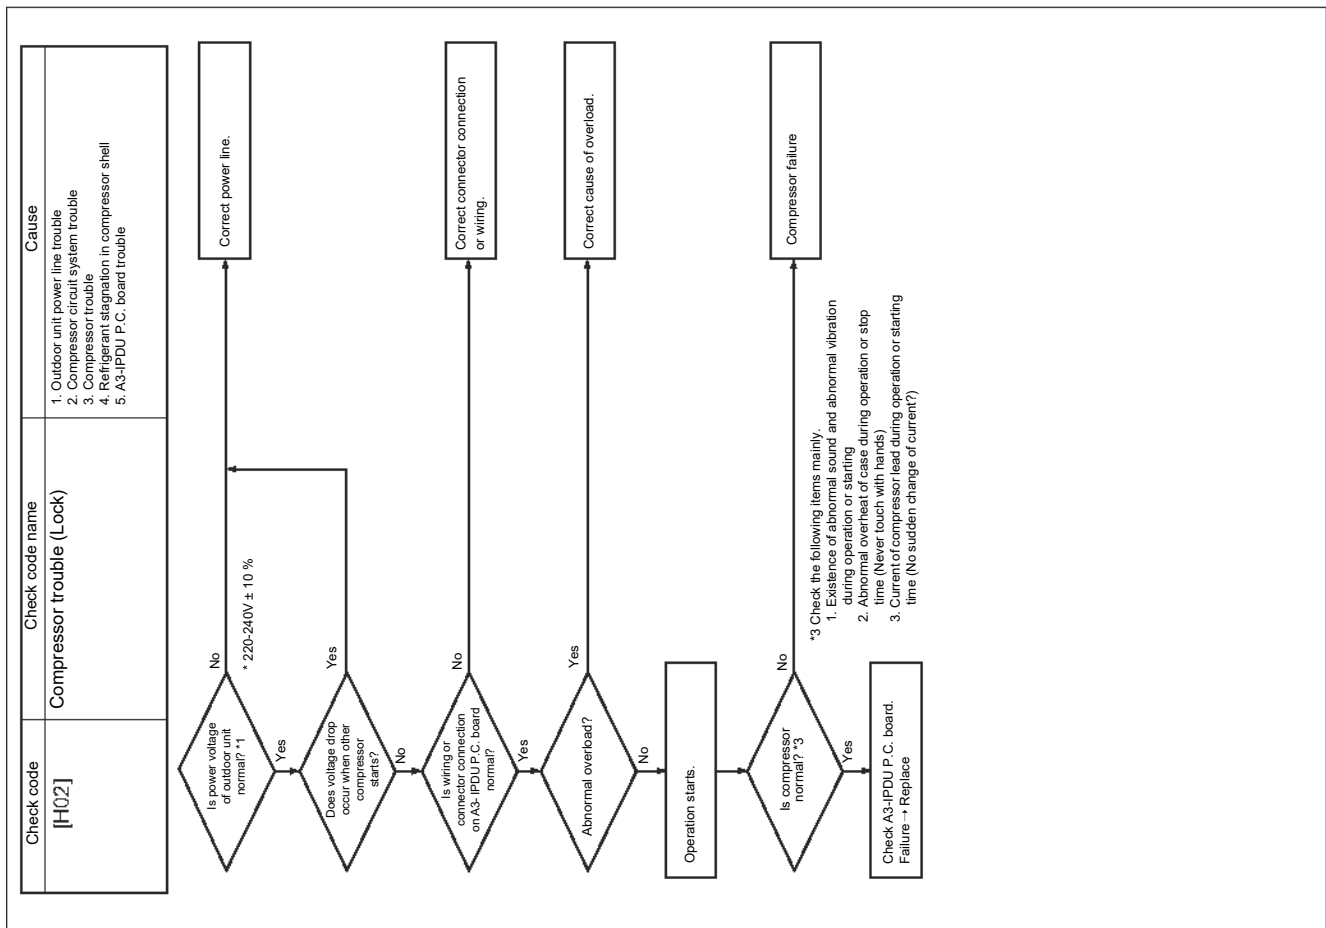 Check code
Check code name
Cause
[H02]
Compressor trouble (Lock)
1. Outdoor unit power line trouble
2. Compressor circuit system trouble
3. Compressor trouble
4. Refrigerant stagnation in compressor shell
5. A3-IPDU P.C. board trouble
Is power voltage
of outdoor unit
normal? *1
No
* 220-240V ± 10 %
Correct power line.
Yes
Does voltage drop
occur when other
compressor
starts?
Yes
No
Is wiring or
connector connection
on A3- IPDU P.C. board
normal?
No
Correct connector connection
or wiring.
Yes
Abnormal overload?
Yes
Correct cause of overload.
No
Operation starts.
Is compressor
normal? *3
No
Compressor failure
*3 Check the following items mainly.
1. Existence of abnormal sound and abnormal vibration
during operation or starting
2. Abnormal overheat of case during operation or stop
time (Never touch with hands)
3. Current of compressor lead during operation or starting
time (No sudden change of current?)
Yes
Check A3-IPDU P.C. board.
Failure → Replace